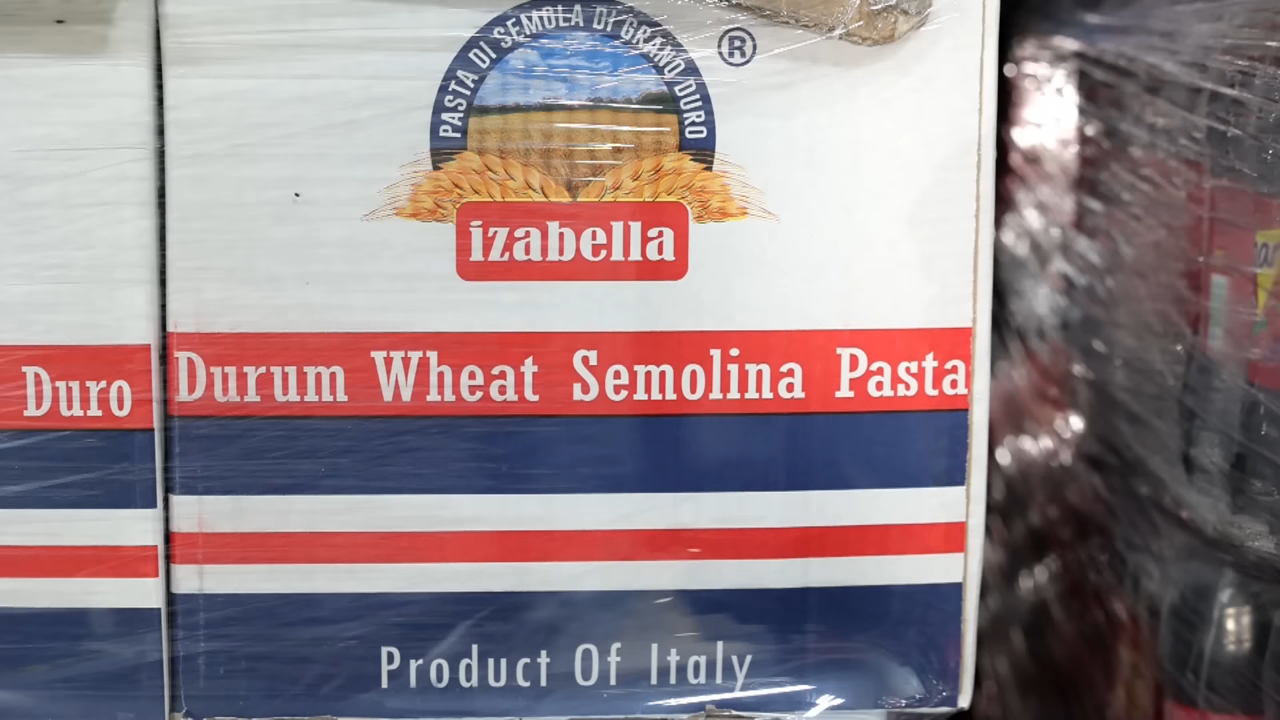 PASTA DI SEMOLA DI GRANO DURO
®
izabella
Duro
Durum Wheat Semolina Pasta
Product Of Italy